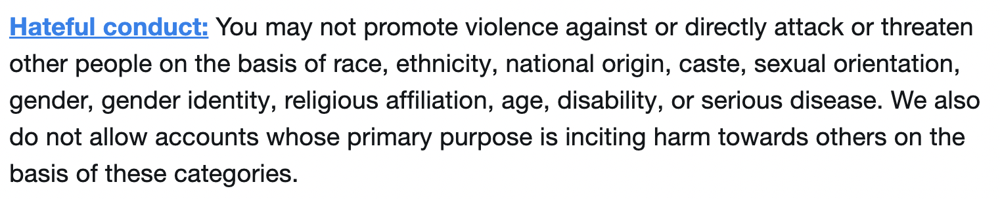 Hateful conduct: You may not promote violence against or directly attack or threaten
other people on the basis of race, ethnicity, national origin, caste, sexual orientation,
gender, gender identity, religious affiliation, age, disability, or serious disease. We also
do not allow accounts whose primary purpose is inciting harm towards others on the
basis of these categories.